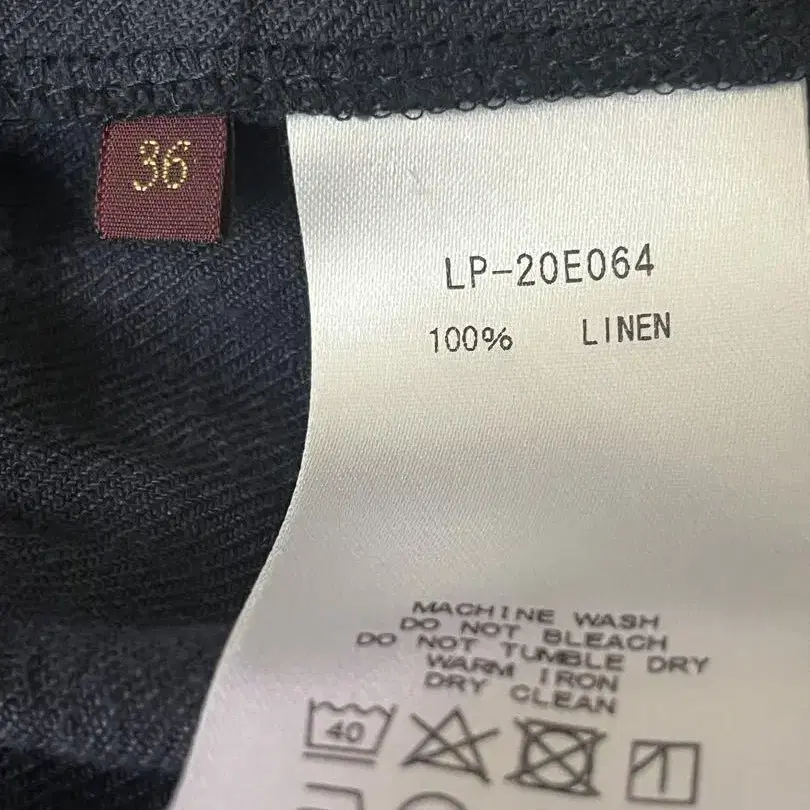 36
LP-20E064
100% LINEN
MACHINE WASH
DO NOT BLEACH
DO NOT TUMBLE DRY
WARM IRON
DRY CLEAN
40